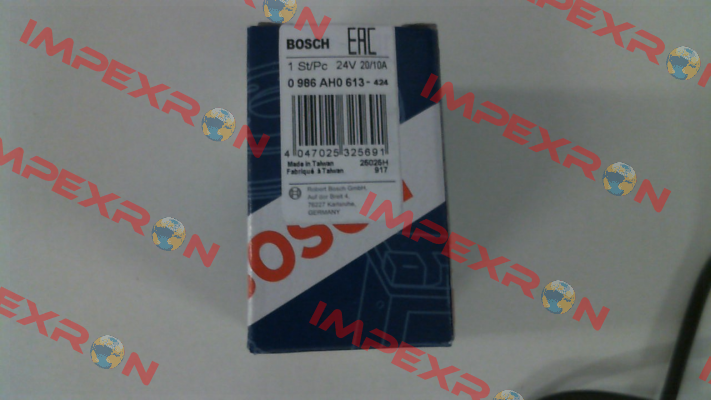 BOSCH EAC
1 St/Pc 24V 20/10A
0 986 AH0 613- 434
4 047025 325691
Made in Taiwan 25025H
Fabriqué à Taiwan 917
Robert Bosch GmbH
Auf der Breit 4,
76227 Karlsruhe,
GERMANY
BOSCH
IMPEXRON
IMPEXRON
IMPEXRON
IMPEXRON
IMPEXRON
IMPEXRON
IMPEXRON